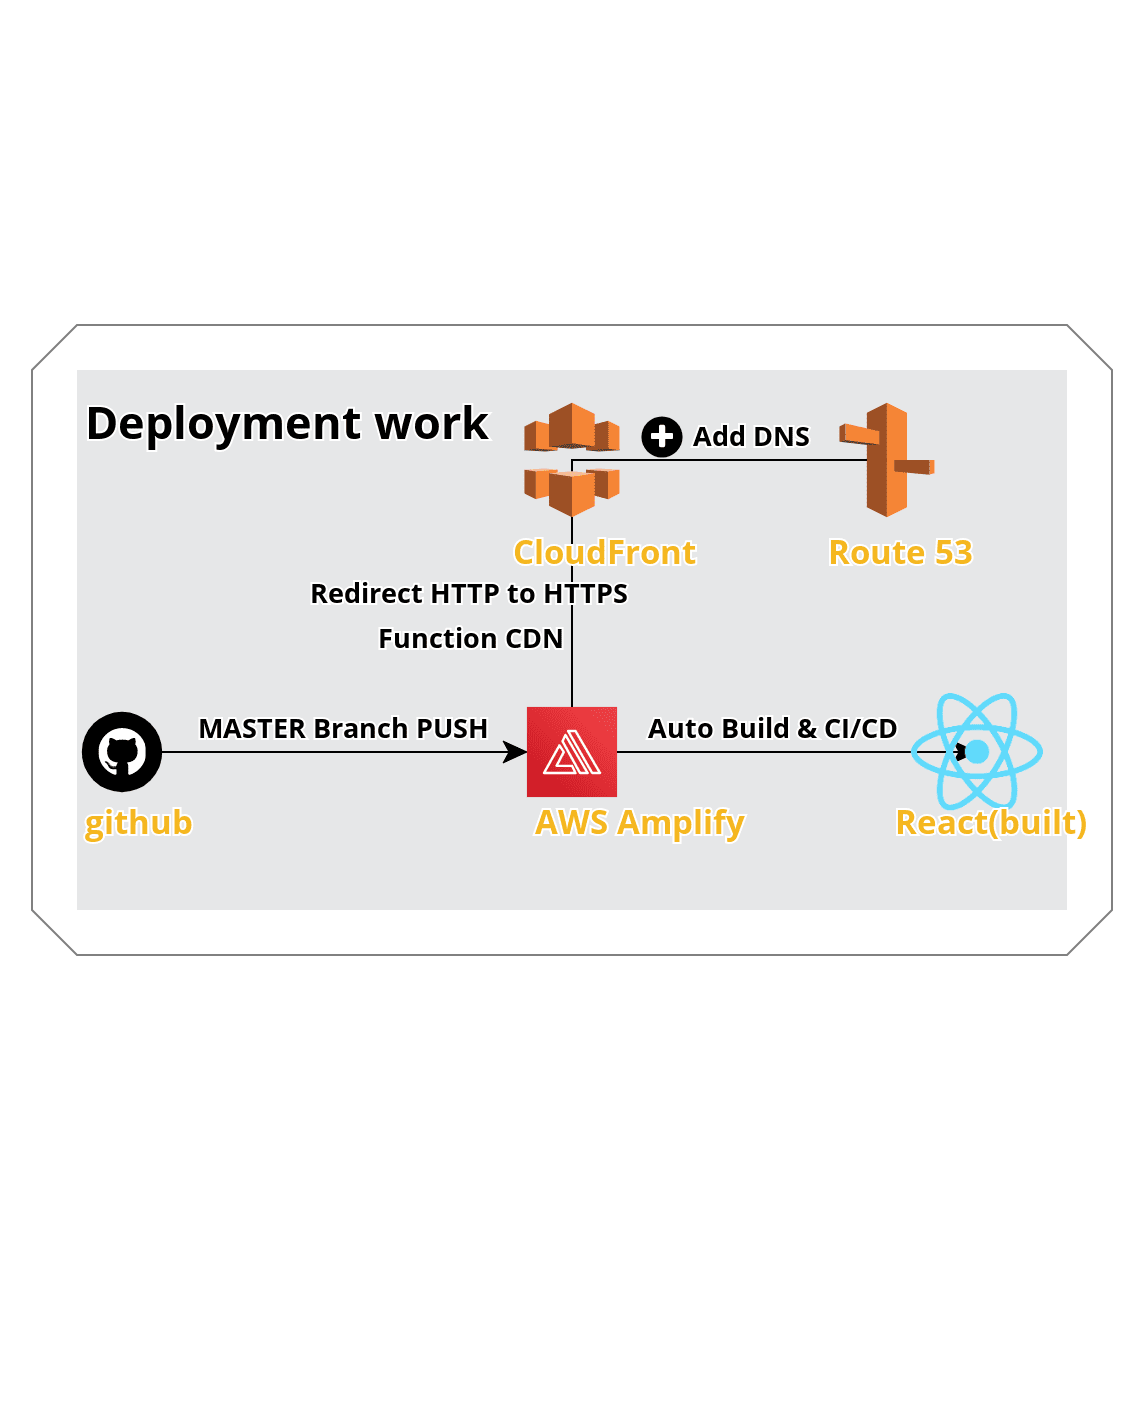 Deployment work
Add DNS
CloudFront
Route 53
Redirect HTTP to HTTPS
Function CDN
MASTER Branch PUSH
Auto Build & CI/CD
github
AWS Amplify
React(built)